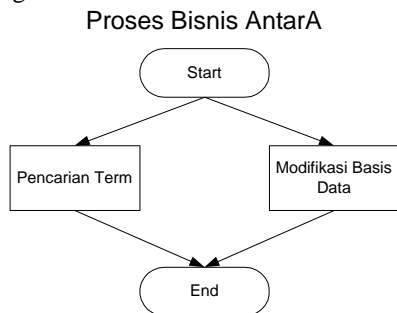 Proses Bisnis AntarA
Start
Pencarian Term
Modifikasi Basis
Data
End